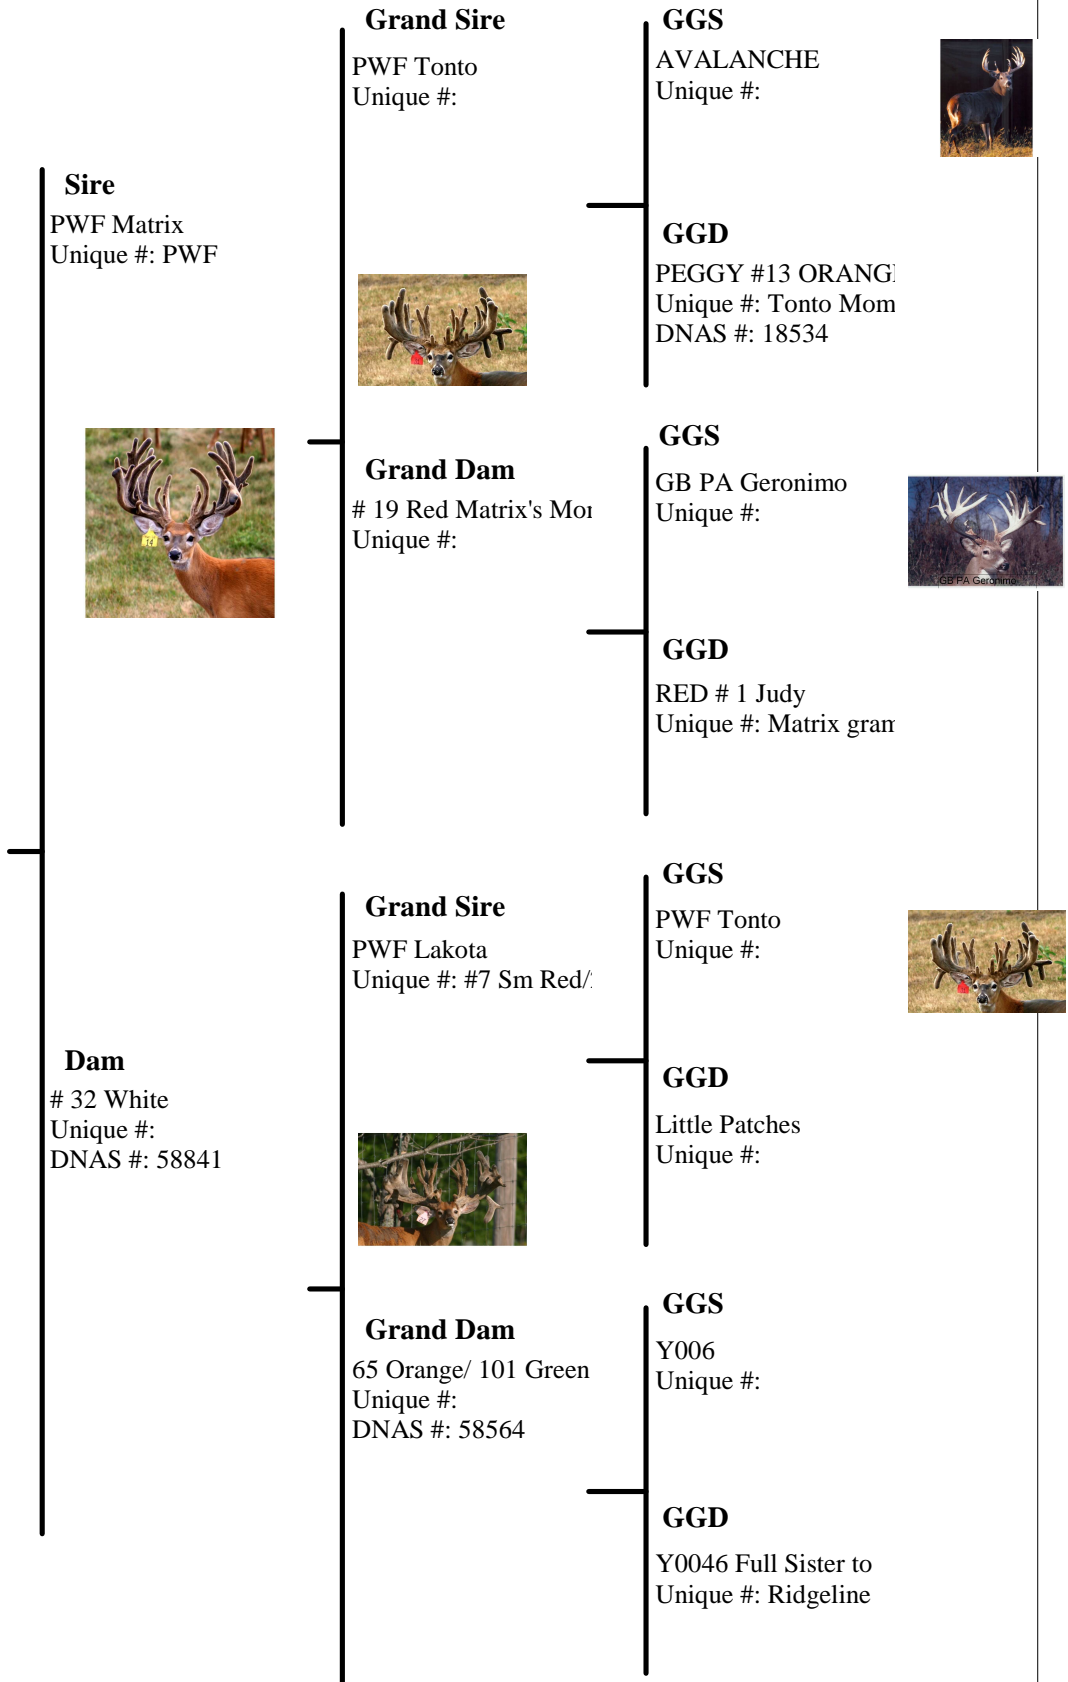 Grand Sire
PWF Tonto
Unique #:
GGS
AVALANCHE
Unique #:
Sire
PWF Matrix
Unique #: PWF
GGD
PEGGY #13 ORANG
Unique #: Tonto Mom
DNAS #: 18534
Grand Dam
# 19 Red Matrix's Mo
Unique #:
GGS
GB PA Geronimo
Unique #:
GB PA Geronimo
14
GGD
RED # 1 Judy
Unique #: Matrix gran
Grand Sire
PWF Lakota
Unique #: #7 Sm Red/
GGS
PWF Tonto
Unique #:
Dam
# 32 White
Unique #:
DNAS #: 58841
GGD
Little Patches
Unique #:
Grand Dam
65 Orange/ 101 Green
Unique #:
DNAS #: 58564
GGS
Y006
Unique #:
GGD
Y0046 Full Sister to
Unique #: Ridgeline